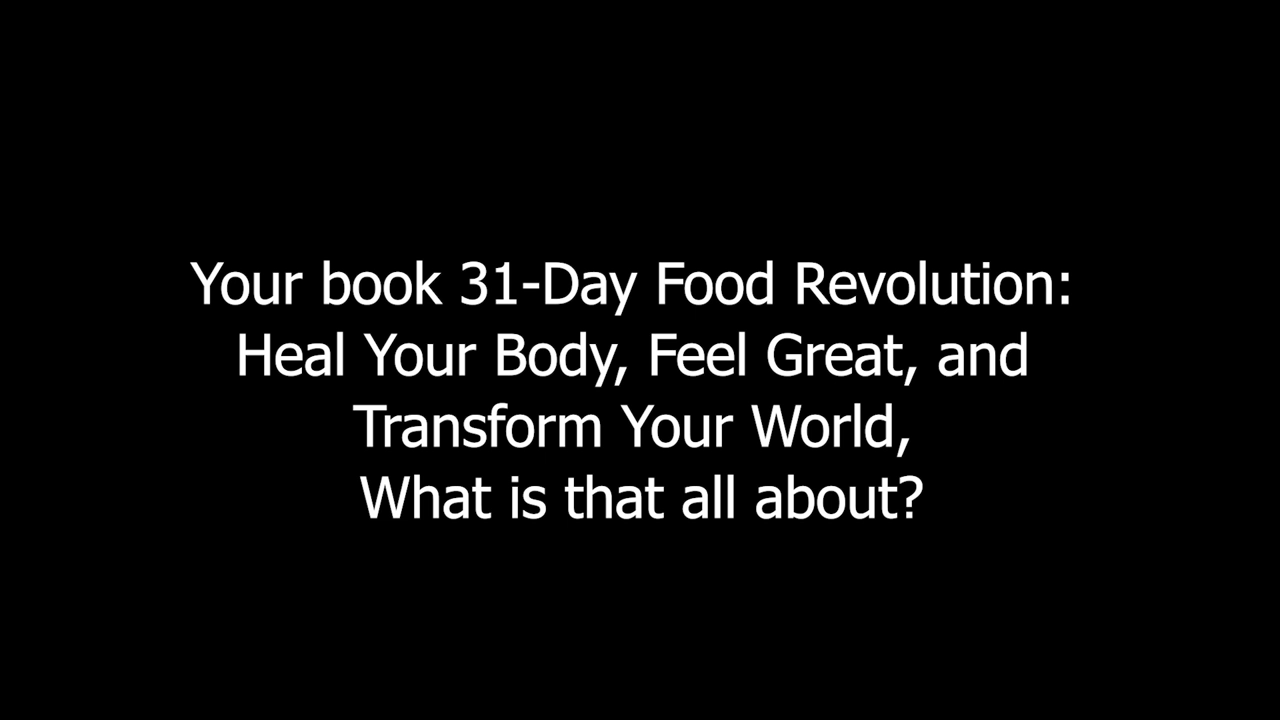 Your book 31-Day Food Revolution:
Heal Your Body, Feel Great, and
Transform Your World,
What is that all about?